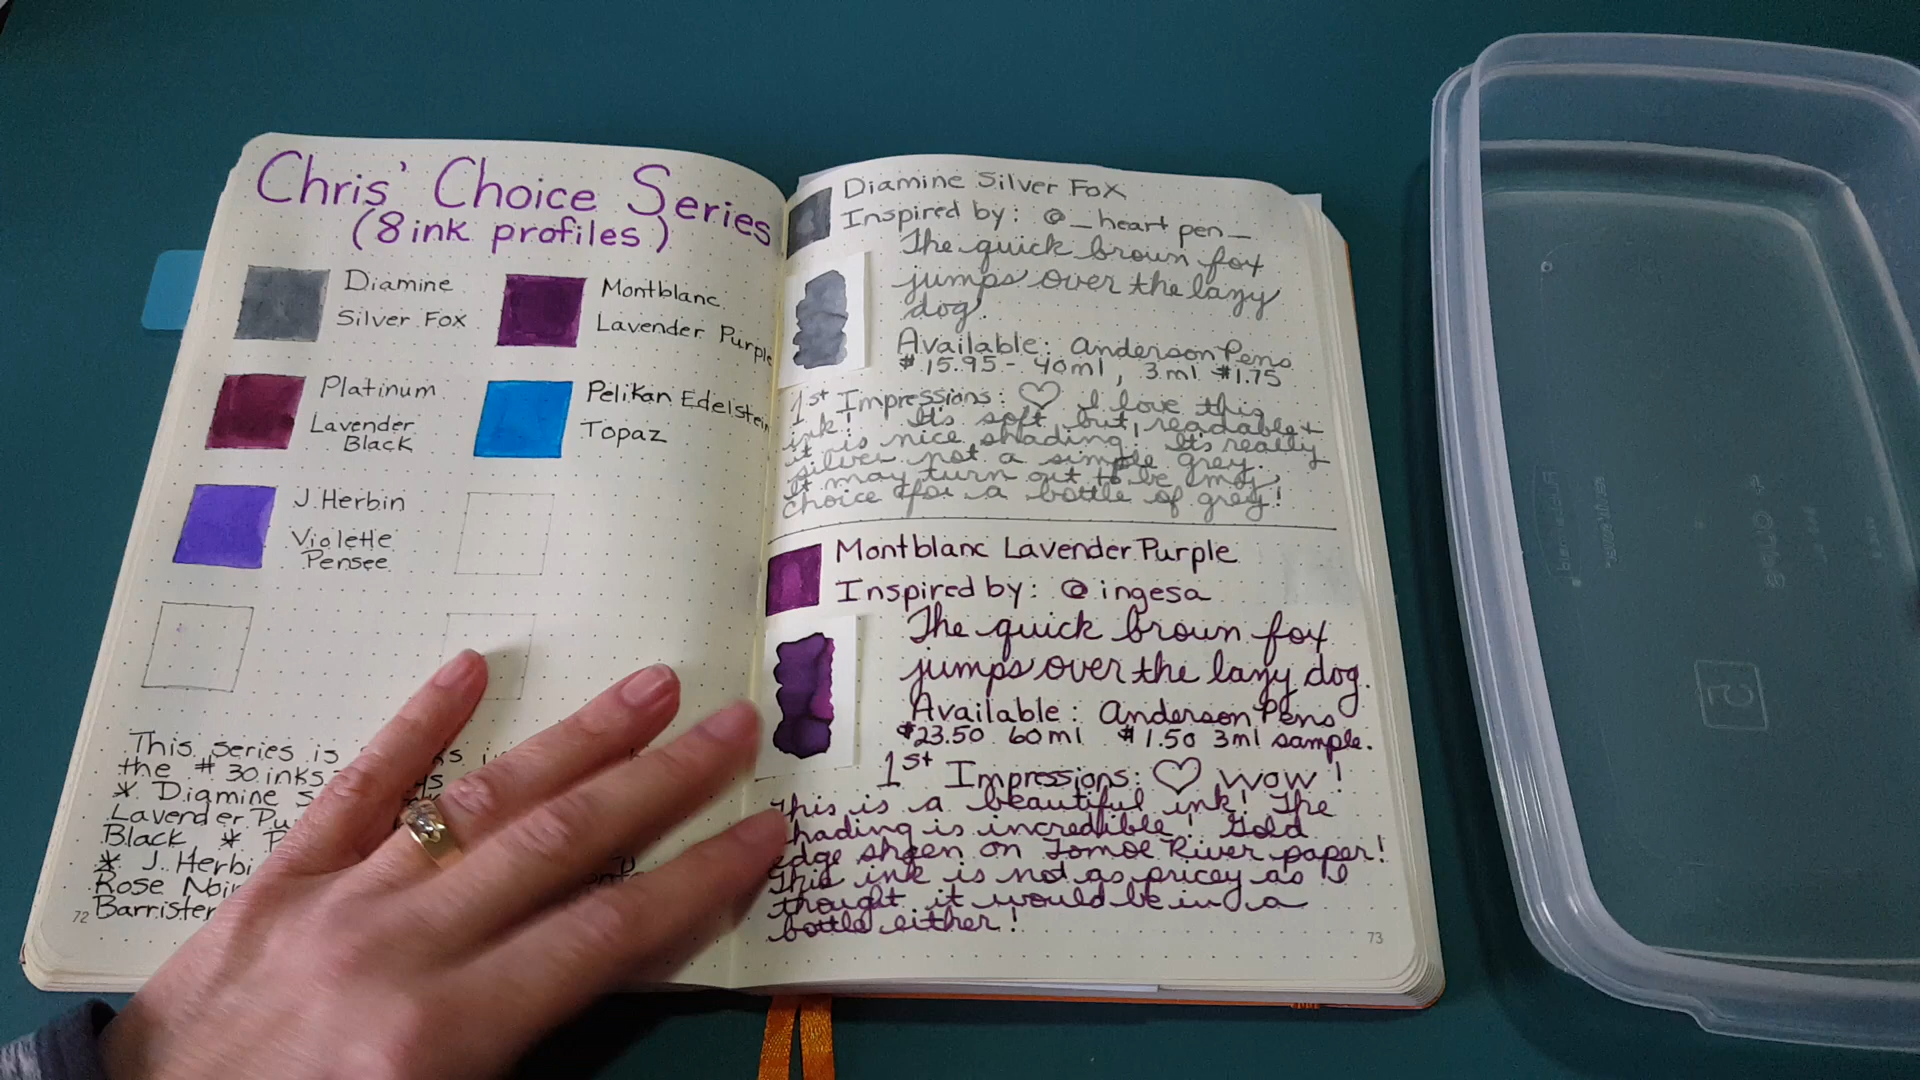 Chris' Choice Series
(8 ink profiles)
Diamine
Silver Fox
Montblanc
Lavender Purple
Platinum
Lavender
Black
Pelikan Edelstein
Topaz
J. Herbin
Violette
Pensee
This series is
the # 30 inks
* Diamine S
Lavender Pu
Black *
* J. Herbi
Rose Noir
Barrister
72
Diamine Silver Fox
Inspired by: @_heart pen_
The quick brown fox
jumps over the lazy
dog.
Available: Anderson Pens
$15.95 - 40ml, 3ml $1.75
1st Impressions: ♡ I love this
ink! It's soft but readable +
it is nice shading. It's really
silver not a simple grey.
It may turn out to be my
choice for a bottle of grey!
Montblanc Lavender Purple
Inspired by: @ingesa
The quick brown fox
jumps over the lazy dog.
Available: Anderson Pens
$23.50 60ml $1.50 3ml sample.
1st Impressions: ♡ wow!
This is a beautiful ink! The
shading is incredible! Gold
edge sheen on Tomoe River paper!
This ink is not as pricey as I
thought it would be in a
bottle either!
73
5